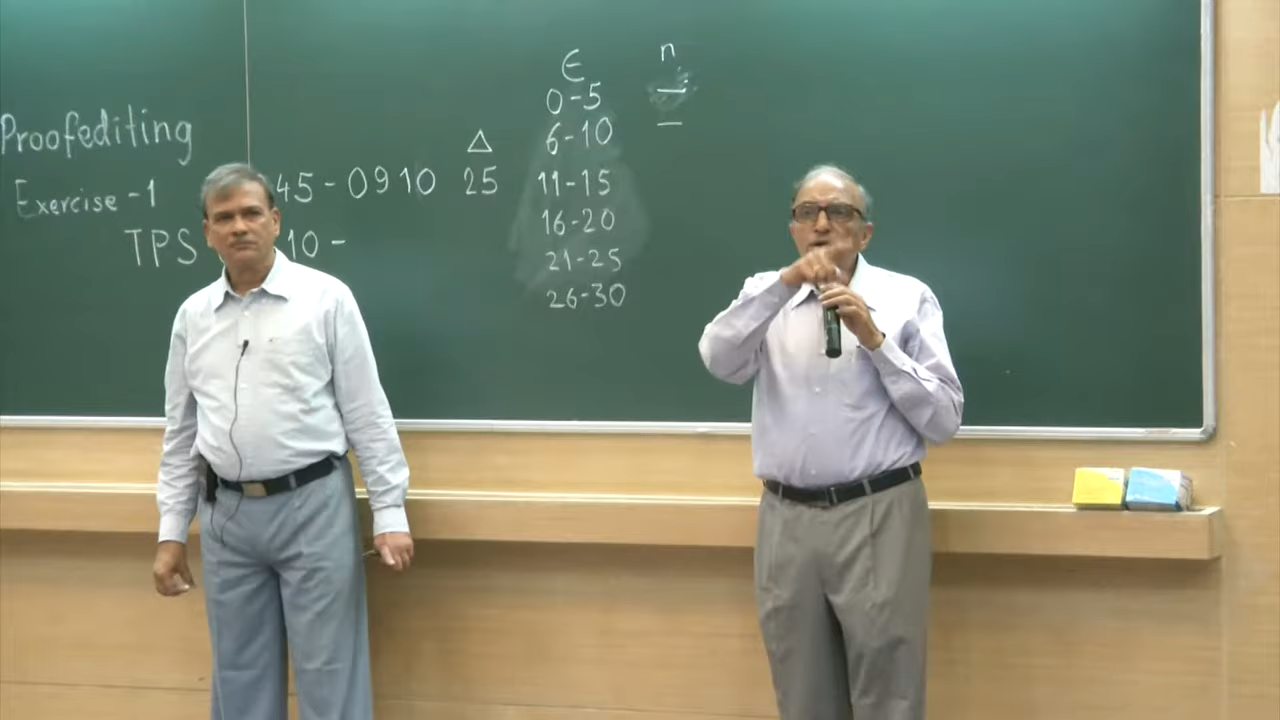 Proofediting
Exercise -1
45 - 0910 25
TPS 10 -
△
∈
0-5
6-10
11-15
16-20
21-25
26-30
n
—
—